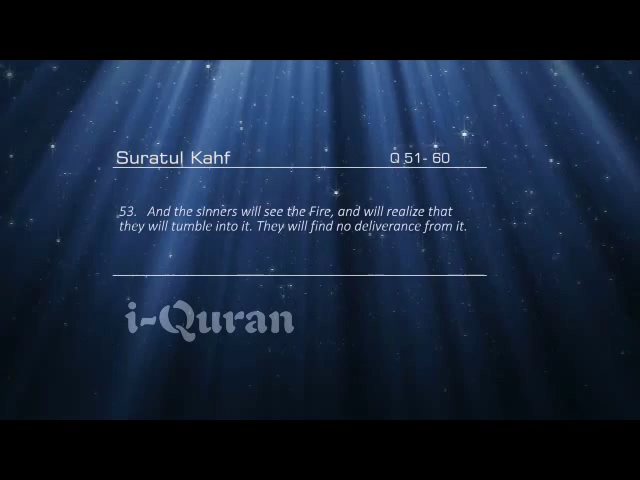 Suratul Kahf Q 51- 60
53. And the sinners will see the Fire, and will realize that
they will tumble into it. They will find no deliverance from it.
i-Quran